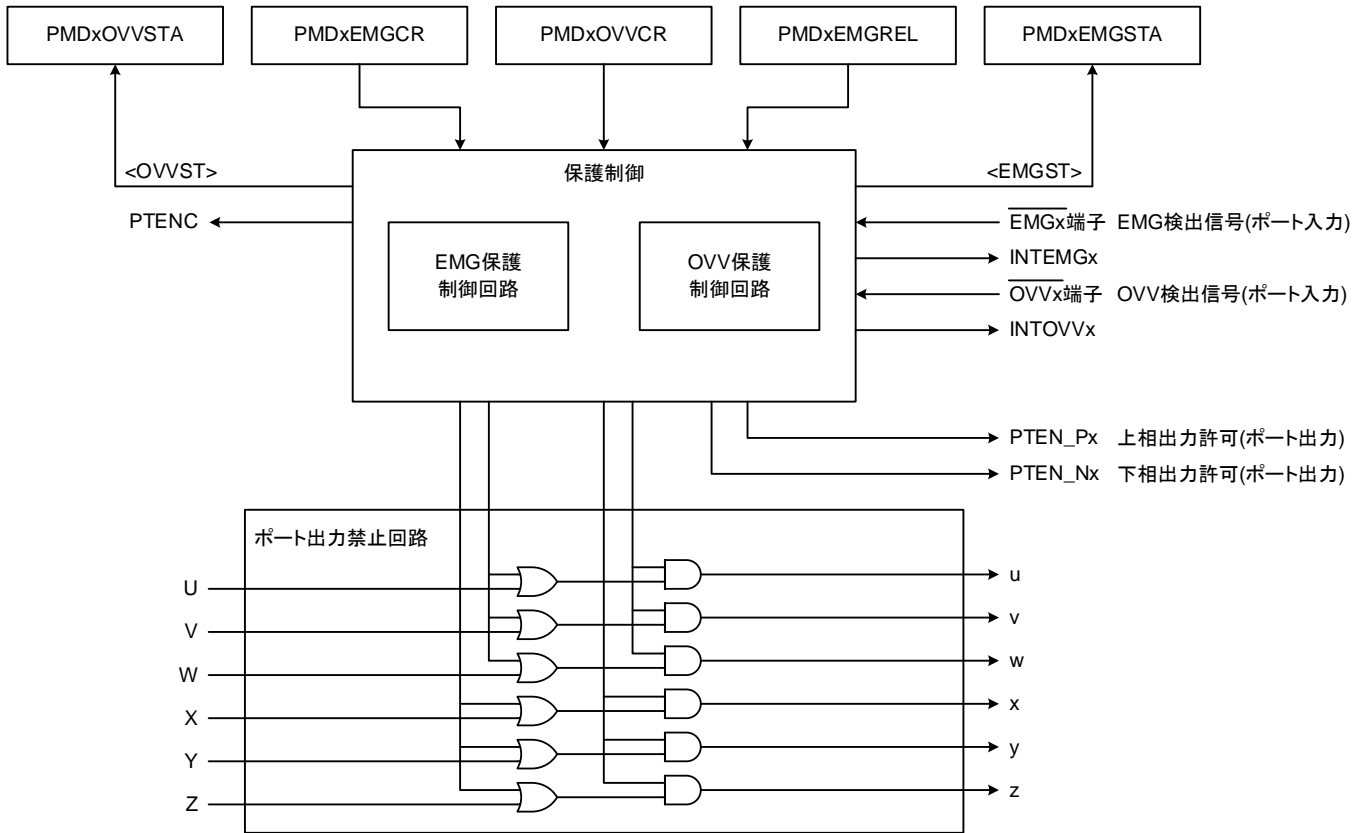 PMDxOVVSTA
PMDxEMGCR
PMDxOVVCR
PMDxEMGREL
PMDxEMGSTA
<OVVST>
保護制御
<EMGST>
PTENC
EMGx端子 EMG検出信号(ポート入力)
INTEMGx
OVVx端子 OVV検出信号(ポート入力)
INTOVVx
EMG保護
制御回路
OVV保護
制御回路
PTEN_Px 上相出力許可(ポート出力)
PTEN_Nx 下相出力許可(ポート出力)
ポート出力禁止回路
U
u
V
v
W
w
X
x
Y
y
Z
z